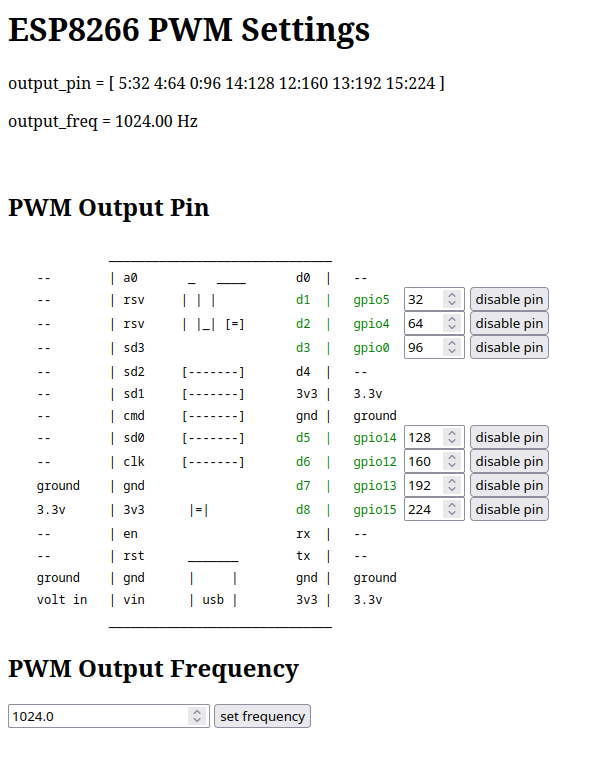 ESP8266 PWM Settings
output_pin = [ 5:32 4:64 0:96 14:128 12:160 13:192 15:224 ]
output_freq = 1024.00 Hz
PWM Output Pin
_______________________________
-- | a0 _ ____ d0 | --
-- | rsv | | | d1 | gpio5 32 disable pin
-- | rsv | |_| [=] d2 | gpio4 64 disable pin
-- | sd3 d3 | gpio0 96 disable pin
-- | sd2 [-------] d4 | --
-- | sd1 [-------] 3v3 | 3.3v
-- | cmd [-------] gnd | ground
-- | sd0 [-------] d5 | gpio14 128 disable pin
-- | clk [-------] d6 | gpio12 160 disable pin
ground | gnd d7 | gpio13 192 disable pin
3.3v | 3v3 |=| d8 | gpio15 224 disable pin
-- | en rx | --
-- | rst _______ tx | --
ground | gnd | | gnd | ground
volt in | vin | usb | 3v3 | 3.3v
_______________________________
PWM Output Frequency
1024.0 set frequency